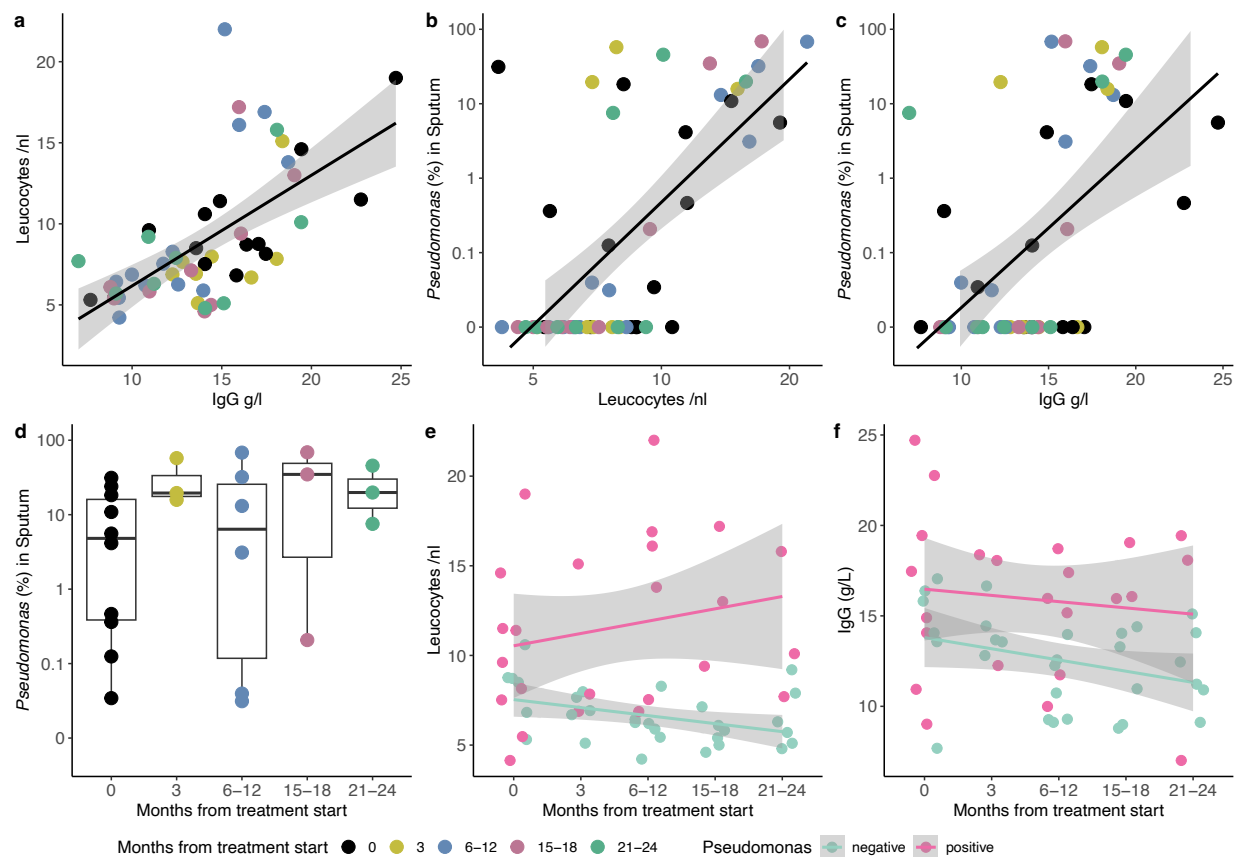 a
Leucocytes /nl
20
15
10
5
10
15
20
25
IgG g/l
b
Pseudomonas (%) in Sputum
100
10
1
0.1
0
5
10
20
Leucocytes /nl
c
Pseudomonas (%) in Sputum
100
10
1
0.1
0
10
15
20
25
IgG g/l
d
Pseudomonas (%) in Sputum
100
10
1
0.1
0
0
3
6–12
15–18
21–24
Months from treatment start
e
Leucocytes /nl
20
15
10
5
0
3
6–12
15–18
21–24
Months from treatment start
f
IgG (g/L)
25
20
15
10
0
3
6–12
15–18
21–24
Months from treatment start
Months from treatment start 0 3 6–12 15–18 21–24 Pseudomonas negative positive